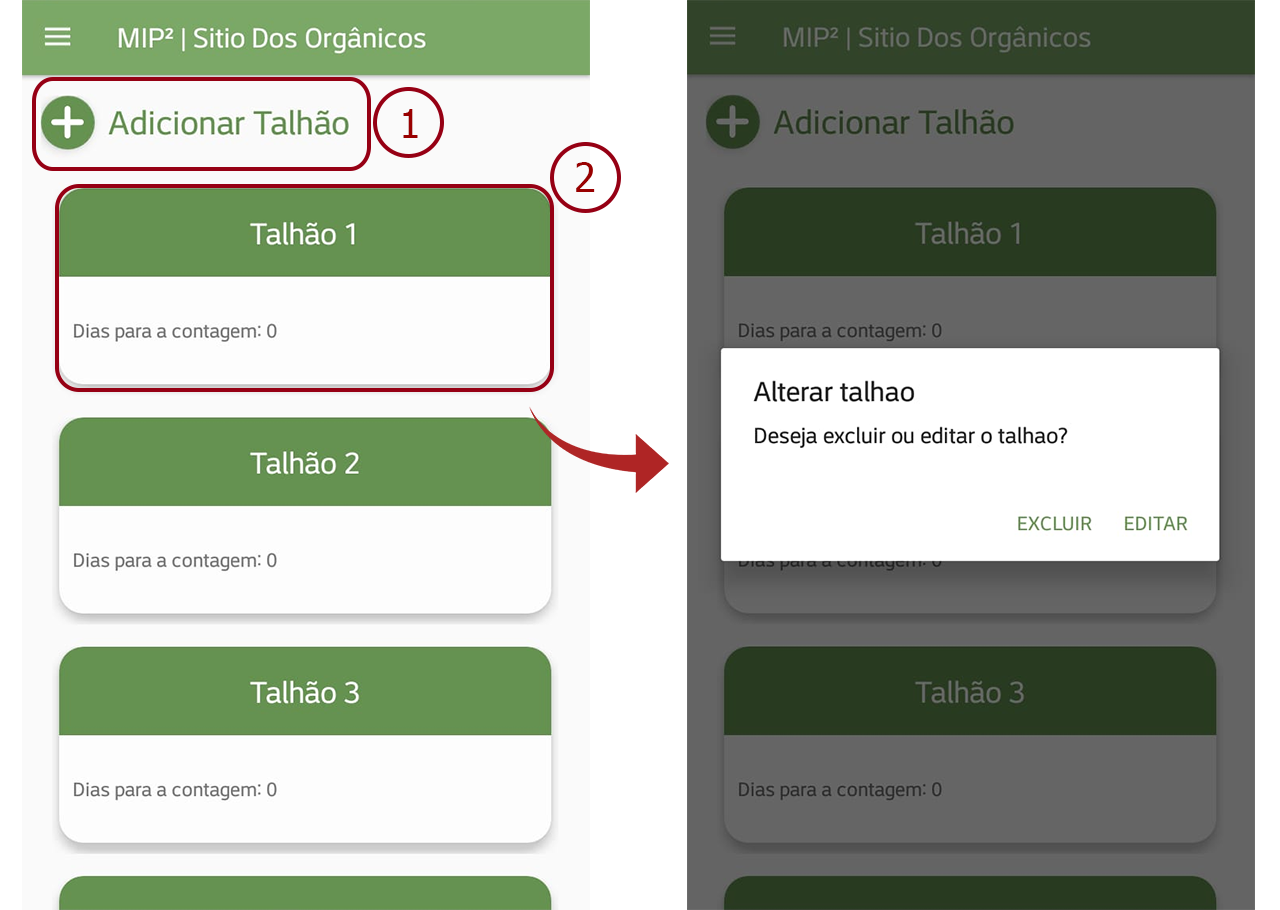 MIP² | Sitio Dos Orgânicos
Adicionar Talhão
1
2
Talhão 1
Dias para a contagem: 0
Talhão 2
Dias para a contagem: 0
Talhão 3
Dias para a contagem: 0
MIP² | Sitio Dos Orgânicos
Adicionar Talhão
Talhão 1
Dias para a contagem: 0
Alterar talhao
Deseja excluir ou editar o talhao?
EXCLUIR EDITAR
Dias para a contagem: 0
Talhão 3
Dias para a contagem: 0